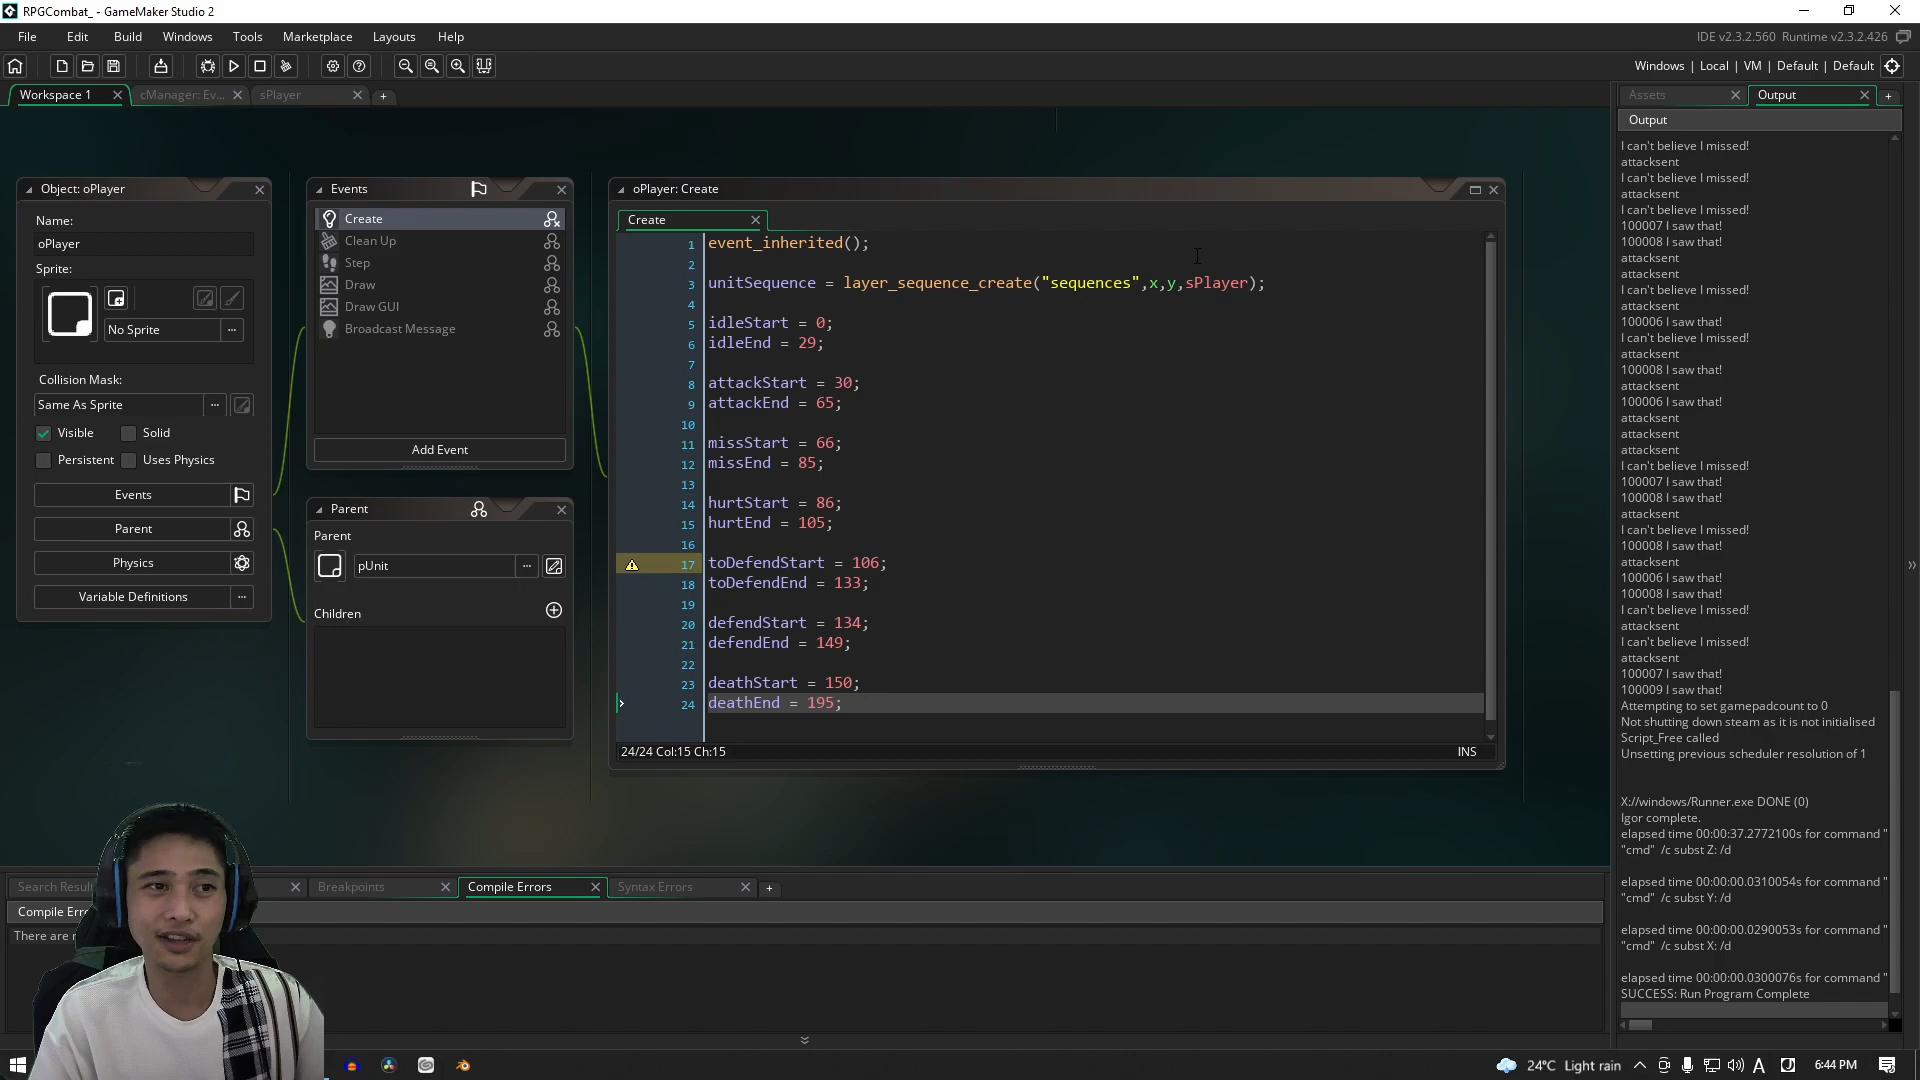 RPGCombat_ - GameMaker Studio 2
File Edit Build Windows Tools Marketplace Layouts Help
IDE v2.3.2.560 Runtime v2.3.2.426
Windows | Local | VM | Default | Default
Workspace 1
cManager: Ev...
sPlayer
Assets
Output
Output
Object: oPlayer
Name:
oPlayer
Sprite:
No Sprite
Collision Mask:
Same As Sprite
Visible
Solid
Persistent
Uses Physics
Events
Parent
Physics
Variable Definitions
Events
Create
Clean Up
Step
Draw
Draw GUI
Broadcast Message
Add Event
Parent
Parent
pUnit
Children
oPlayer: Create
Create
1 event_inherited();
2
3 unitSequence = layer_sequence_create("sequences",x,y,sPlayer);
4
5 idleStart = 0;
6 idleEnd = 29;
7
8 attackStart = 30;
9 attackEnd = 65;
10
11 missStart = 66;
12 missEnd = 85;
13
14 hurtStart = 86;
15 hurtEnd = 105;
16
17 toDefendStart = 106;
18 toDefendEnd = 133;
19
20 defendStart = 134;
21 defendEnd = 149;
22
23 deathStart = 150;
24 deathEnd = 195;
24/24 Col:15 Ch:15
INS
I can't believe I missed!
attacksent
I can't believe I missed!
attacksent
I can't believe I missed!
100007 I saw that!
100008 I saw that!
attacksent
attacksent
I can't believe I missed!
attacksent
100006 I saw that!
I can't believe I missed!
attacksent
100008 I saw that!
attacksent
100006 I saw that!
attacksent
attacksent
attacksent
I can't believe I missed!
100007 I saw that!
100008 I saw that!
attacksent
I can't believe I missed!
100008 I saw that!
attacksent
100006 I saw that!
100008 I saw that!
I can't believe I missed!
attacksent
I can't believe I missed!
attacksent
100007 I saw that!
100009 I saw that!
Attempting to set gamepadcount to 0
Not shutting down steam as it is not initialised
Script_Free called
Unsetting previous scheduler resolution of 1
X://windows/Runner.exe DONE (0)
Igor complete.
elapsed time 00:00:37.2772100s for command "
"cmd" /c subst Z: /d
elapsed time 00:00:00.0310054s for command "
"cmd" /c subst Y: /d
elapsed time 00:00:00.0290053s for command "
"cmd" /c subst X: /d
elapsed time 00:00:00.0300076s for command "
SUCCESS: Run Program Complete
Search
Breakpoints
Compile Errors
Syntax Errors
Compile
There are
24°C Light rain
A
6:44 PM